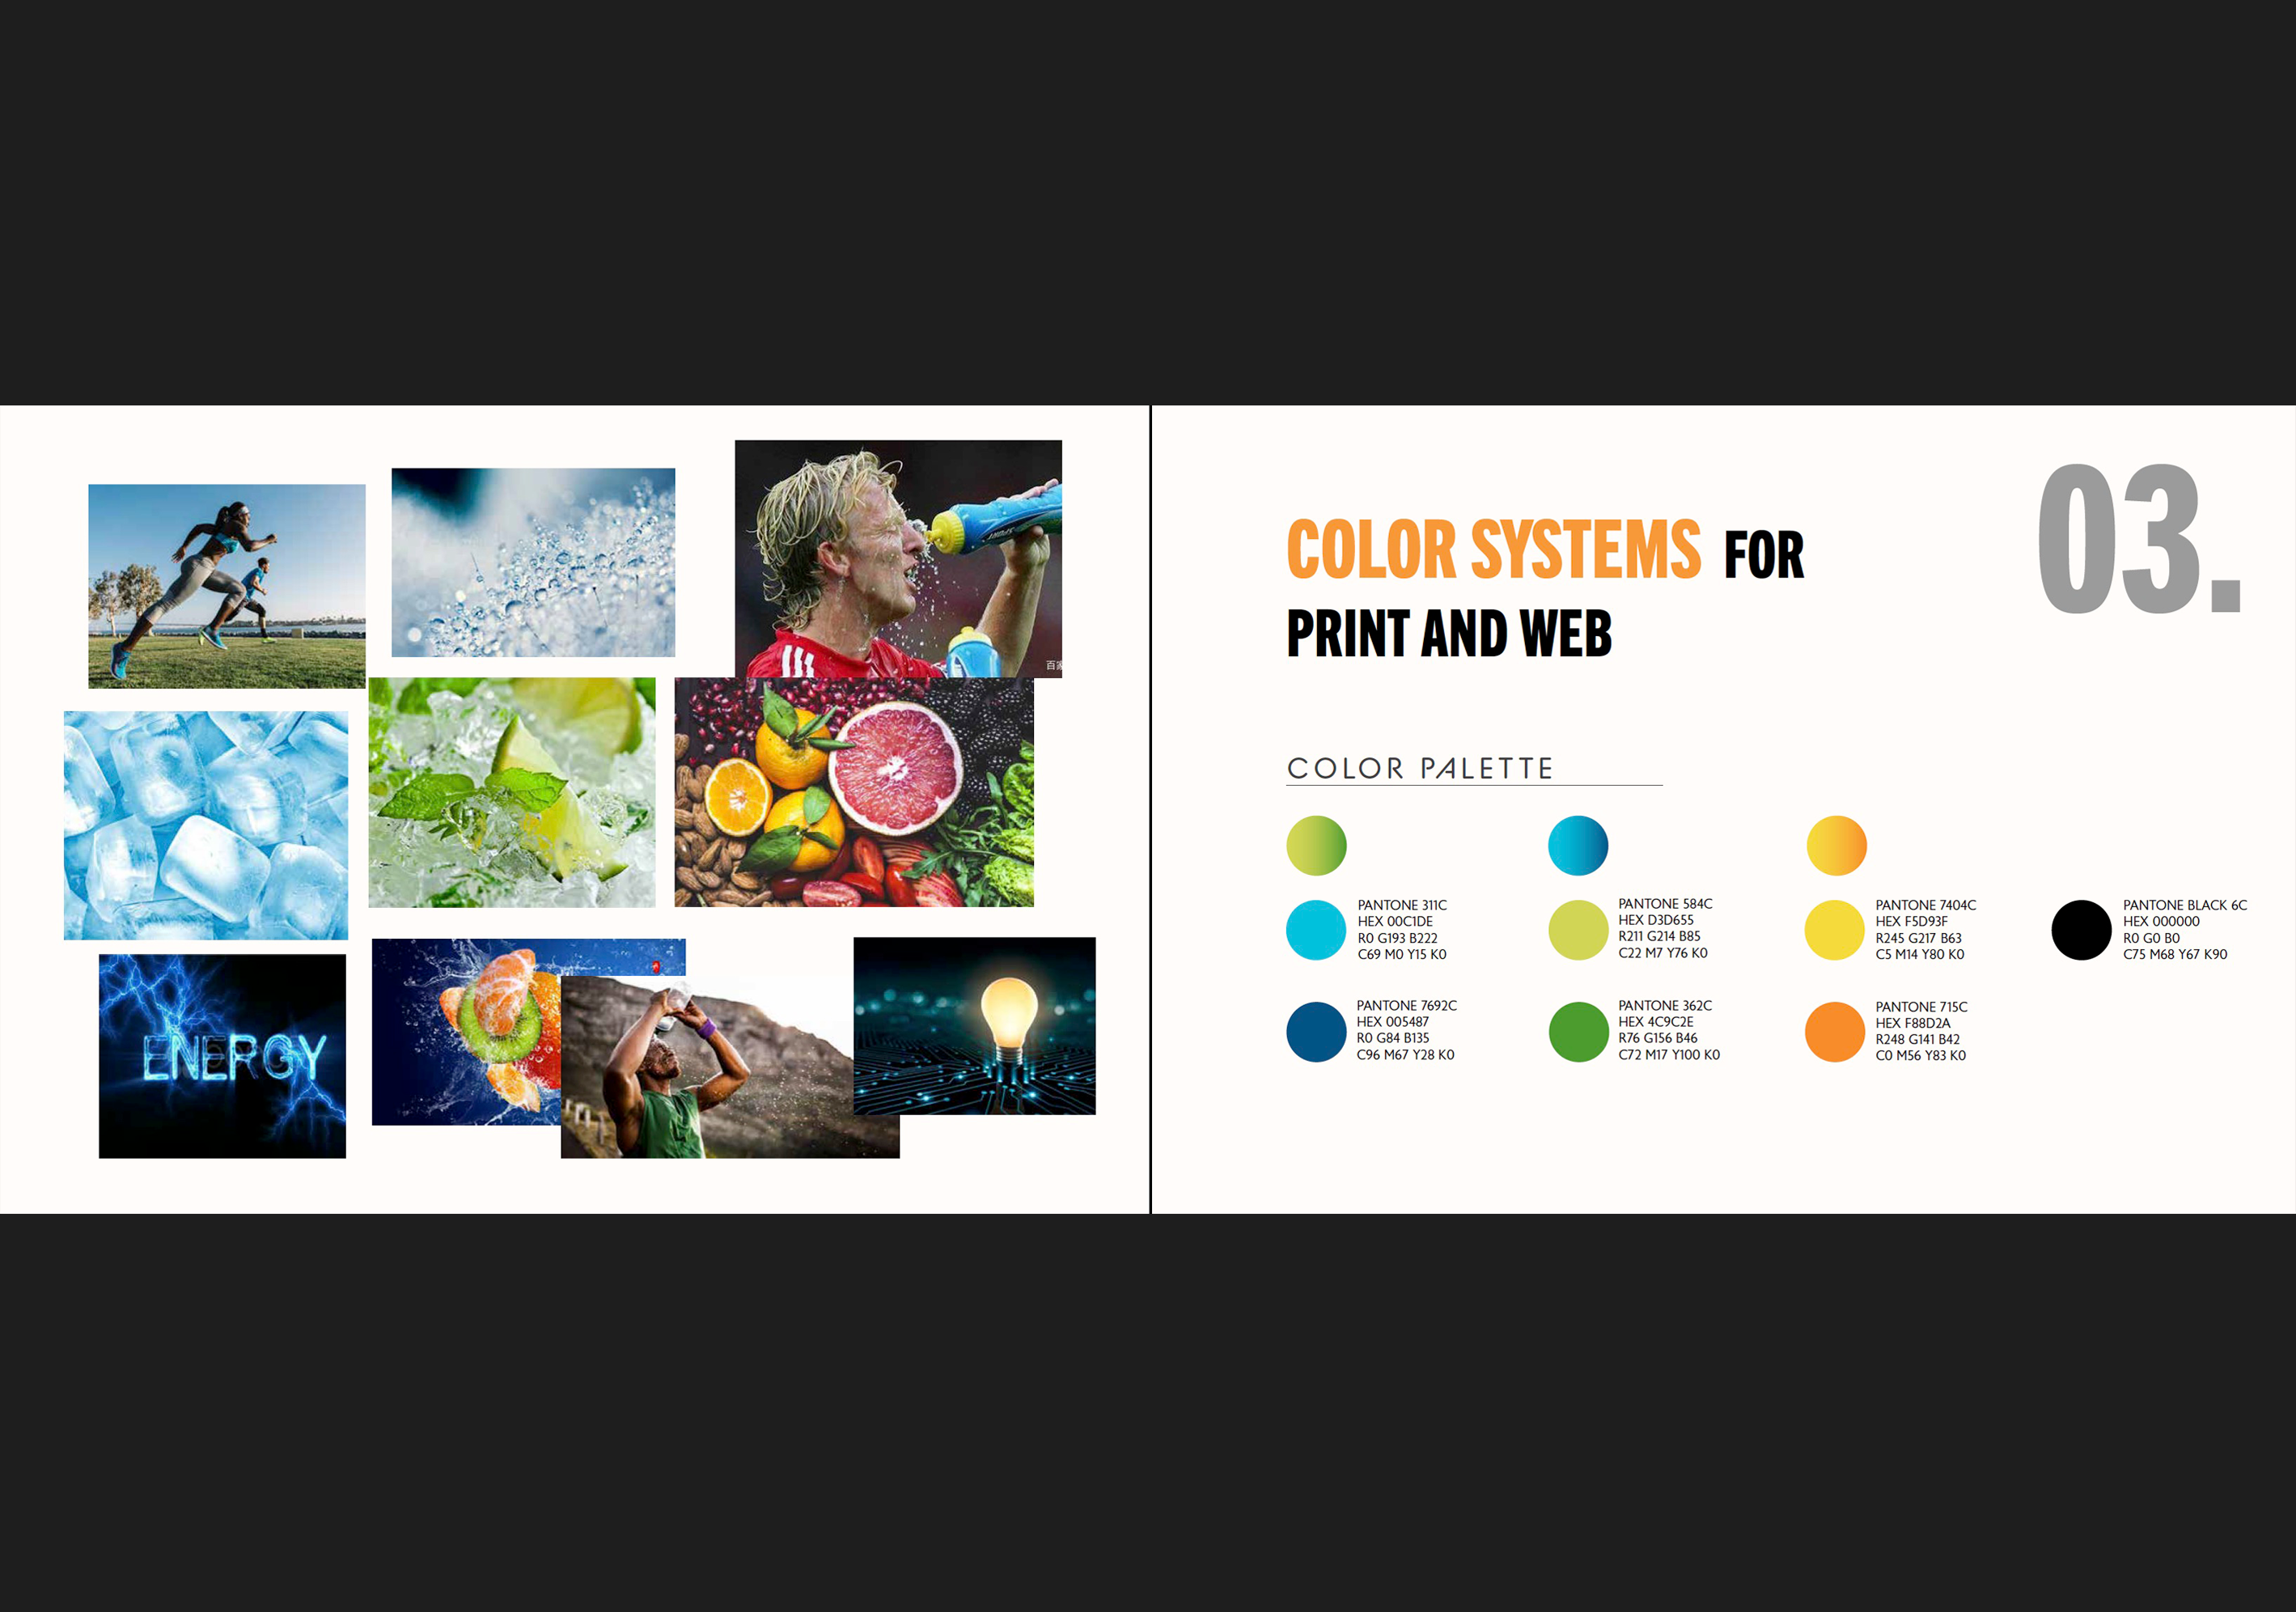 百家
ENERGY
03.
COLOR SYSTEMS FOR
PRINT AND WEB
COLOR PALETTE
PANTONE 311C
HEX 00C1DE
R0 G193 B222
C69 M0 Y15 K0
PANTONE 584C
HEX D3D655
R211 G214 B85
C22 M7 Y76 K0
PANTONE 7404C
HEX F5D93F
R245 G217 B63
C5 M14 Y80 K0
PANTONE BLACK 6C
HEX 000000
R0 G0 B0
C75 M68 Y67 K90
PANTONE 7692C
HEX 005487
R0 G84 B135
C96 M67 Y28 K0
PANTONE 362C
HEX 4C9C2E
R76 G156 B46
C72 M17 Y100 K0
PANTONE 715C
HEX F88D2A
R248 G141 B42
C0 M56 Y83 K0